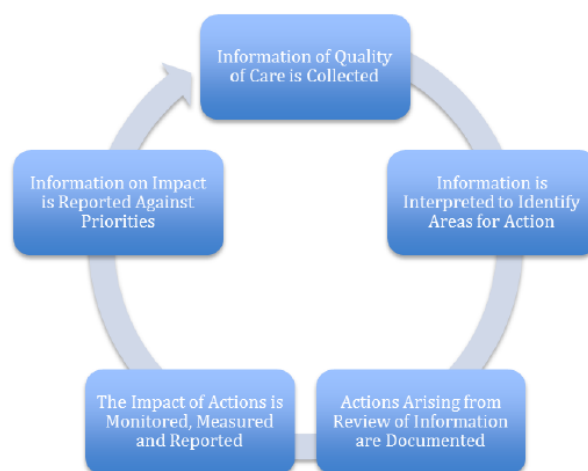 Information of Quality
of Care is Collected
Information is
Interpreted to Identify
Areas for Action
Actions Arising from
Review of Information
are Documented
The Impact of Actions is
Monitored, Measured
and Reported
Information on Impact
is Reported Against
Priorities